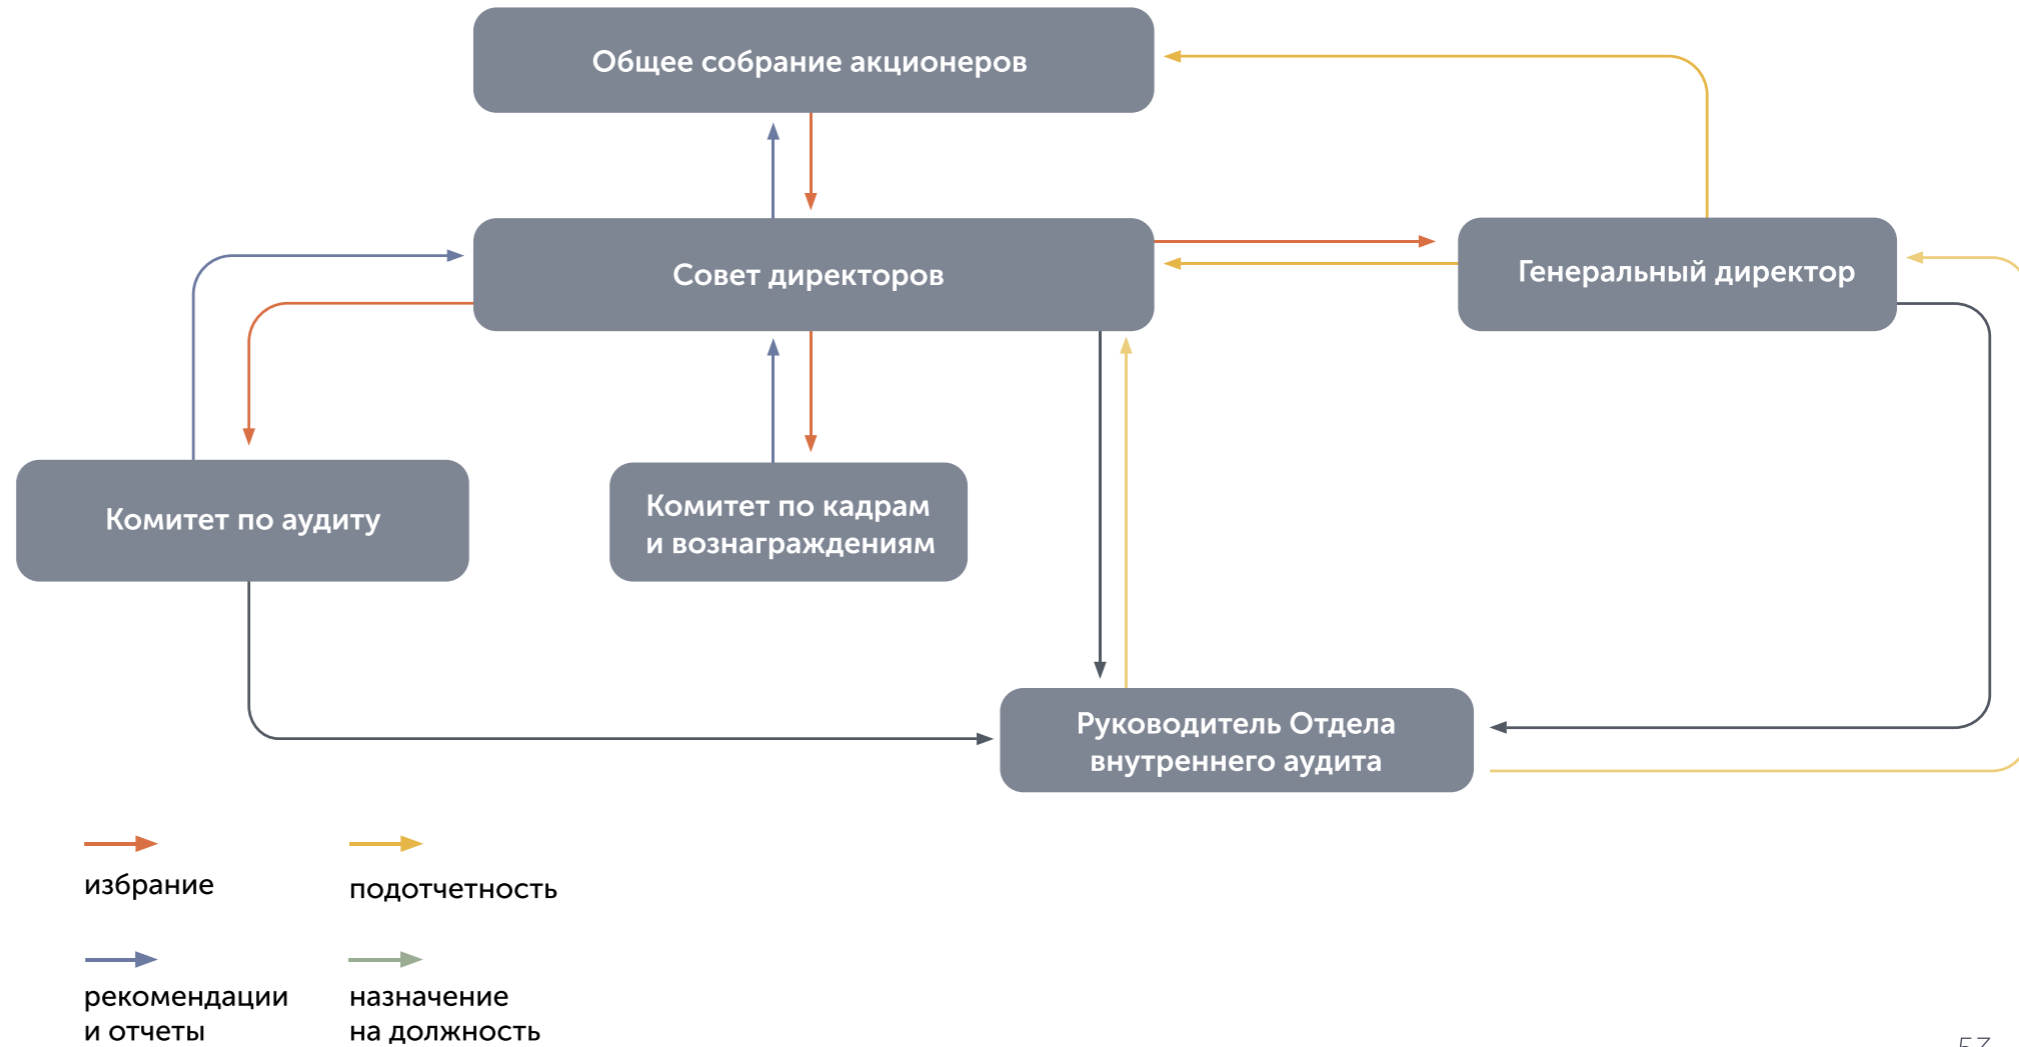 Общее собрание акционеров
Совет директоров
Генеральный директор
Комитет по аудиту
Комитет по кадрам
и вознаграждениям
Руководитель Отдела
внутреннего аудита
избрание
подотчетность
рекомендации
и отчеты
назначение
на должность